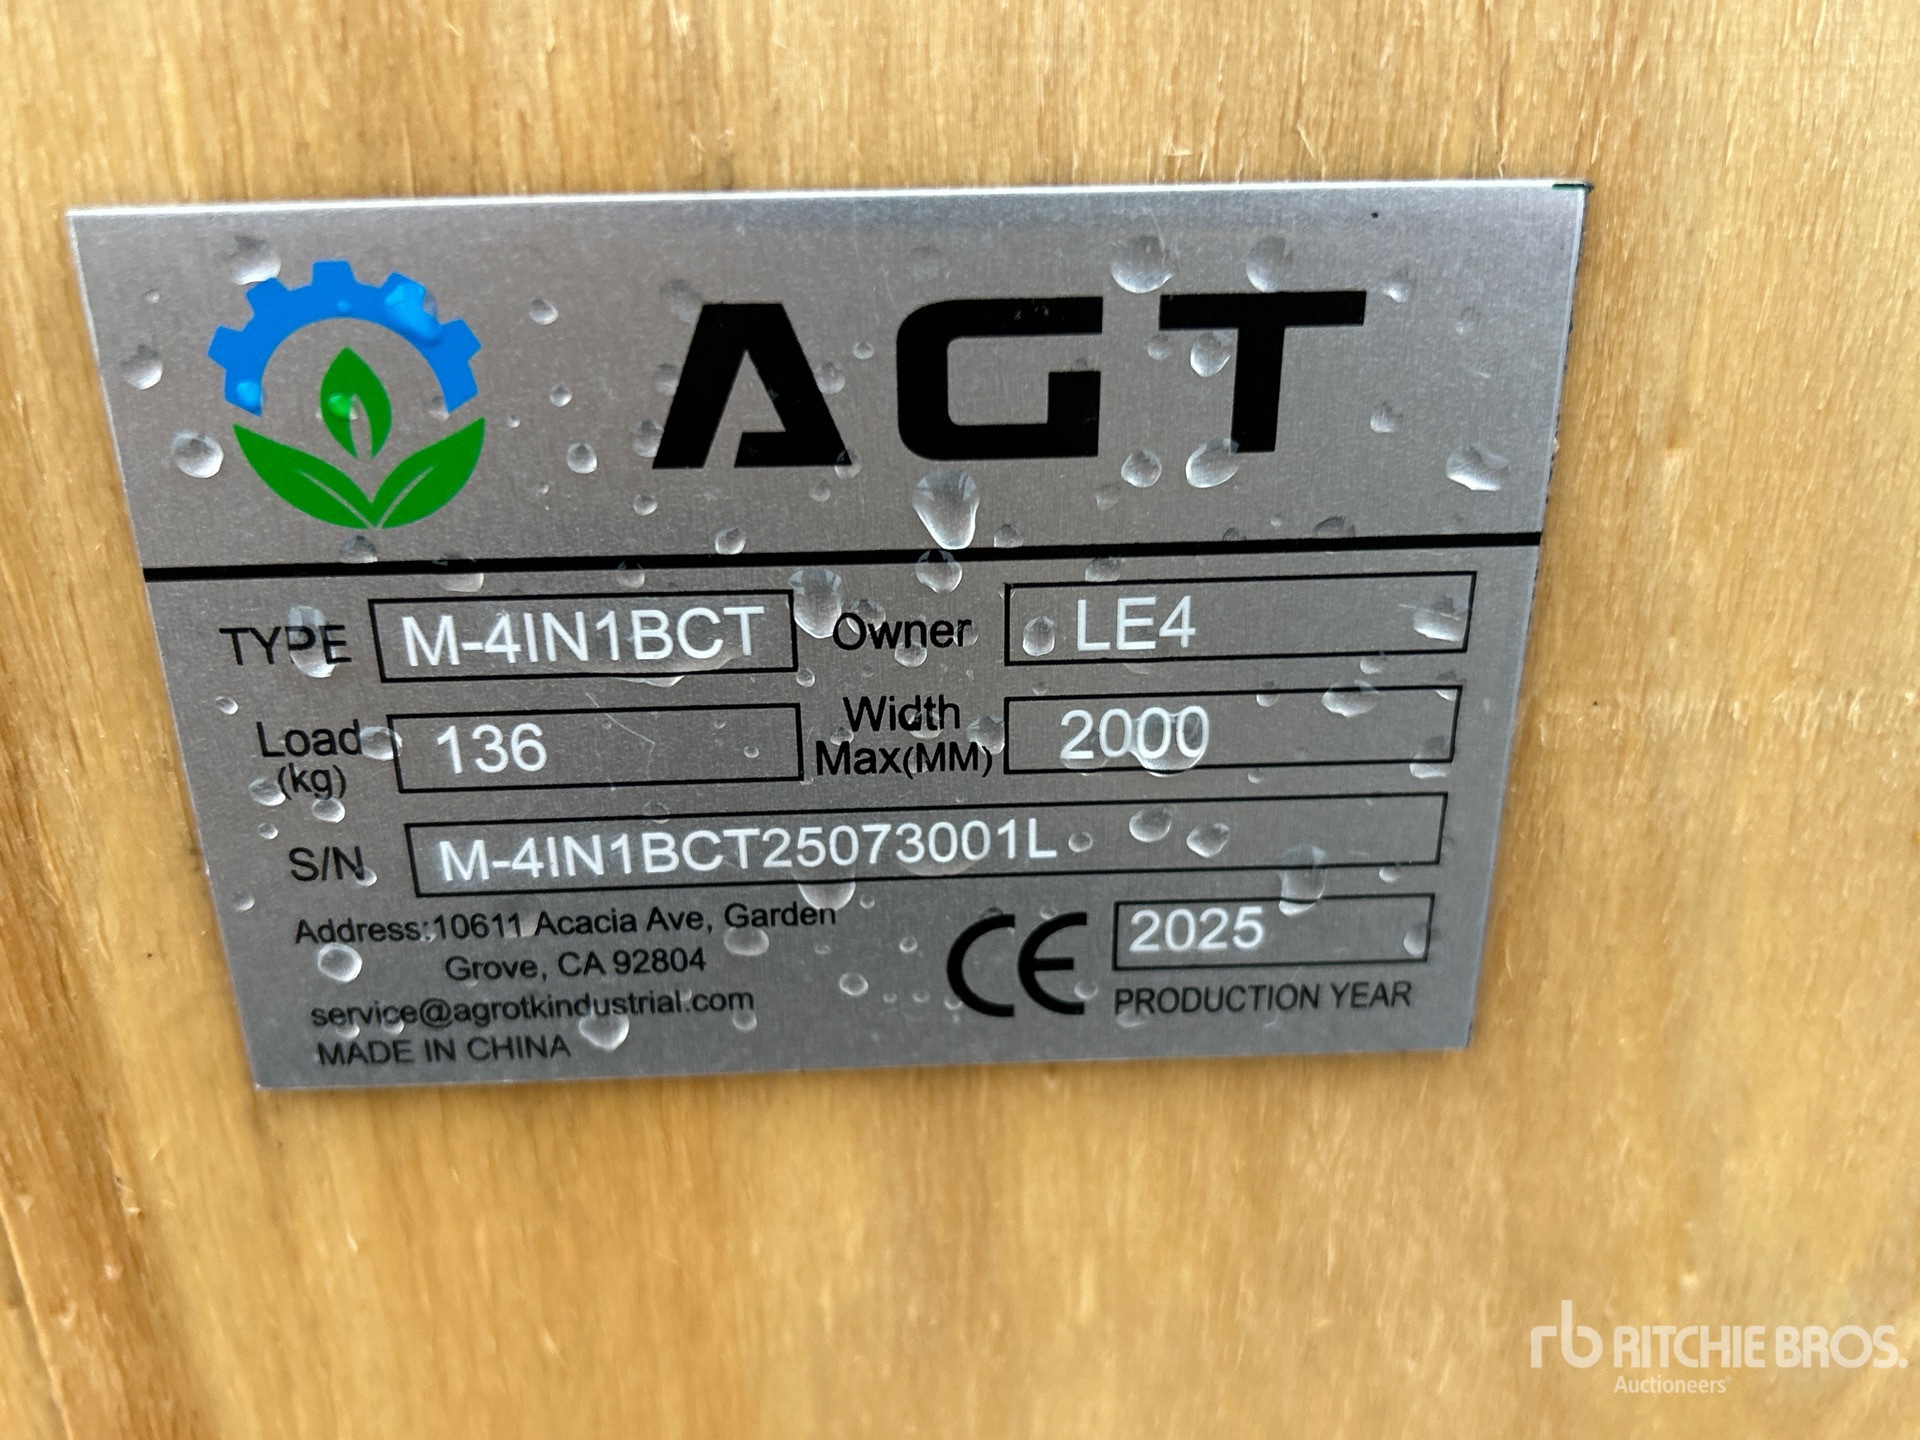 AGT
TYPE M-4IN1BCT Owner LE4
Load (kg) 136 Width Max(MM) 2000
S/N M-4IN1BCT25073001L
Address:10611 Acacia Ave, Garden
Grove, CA 92804
service@agrotkindustrial.com
MADE IN CHINA
CE 2025
PRODUCTION YEAR
rb RITCHIE BROS.
Auctioneers